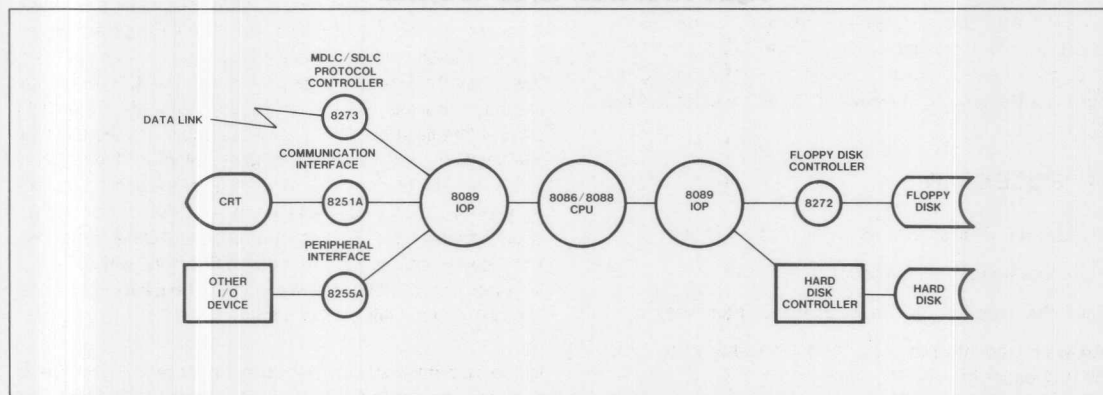 MDLC/SDLC
PROTOCOL
CONTROLLER
8273
DATA LINK
COMMUNICATION
INTERFACE
CRT
8251A
PERIPHERAL
INTERFACE
OTHER
I/O
DEVICE
8255A
8089
IOP
8086/8088
CPU
8089
IOP
FLOPPY DISK
CONTROLLER
8272
FLOPPY
DISK
HARD
DISK
CONTROLLER
HARD
DISK